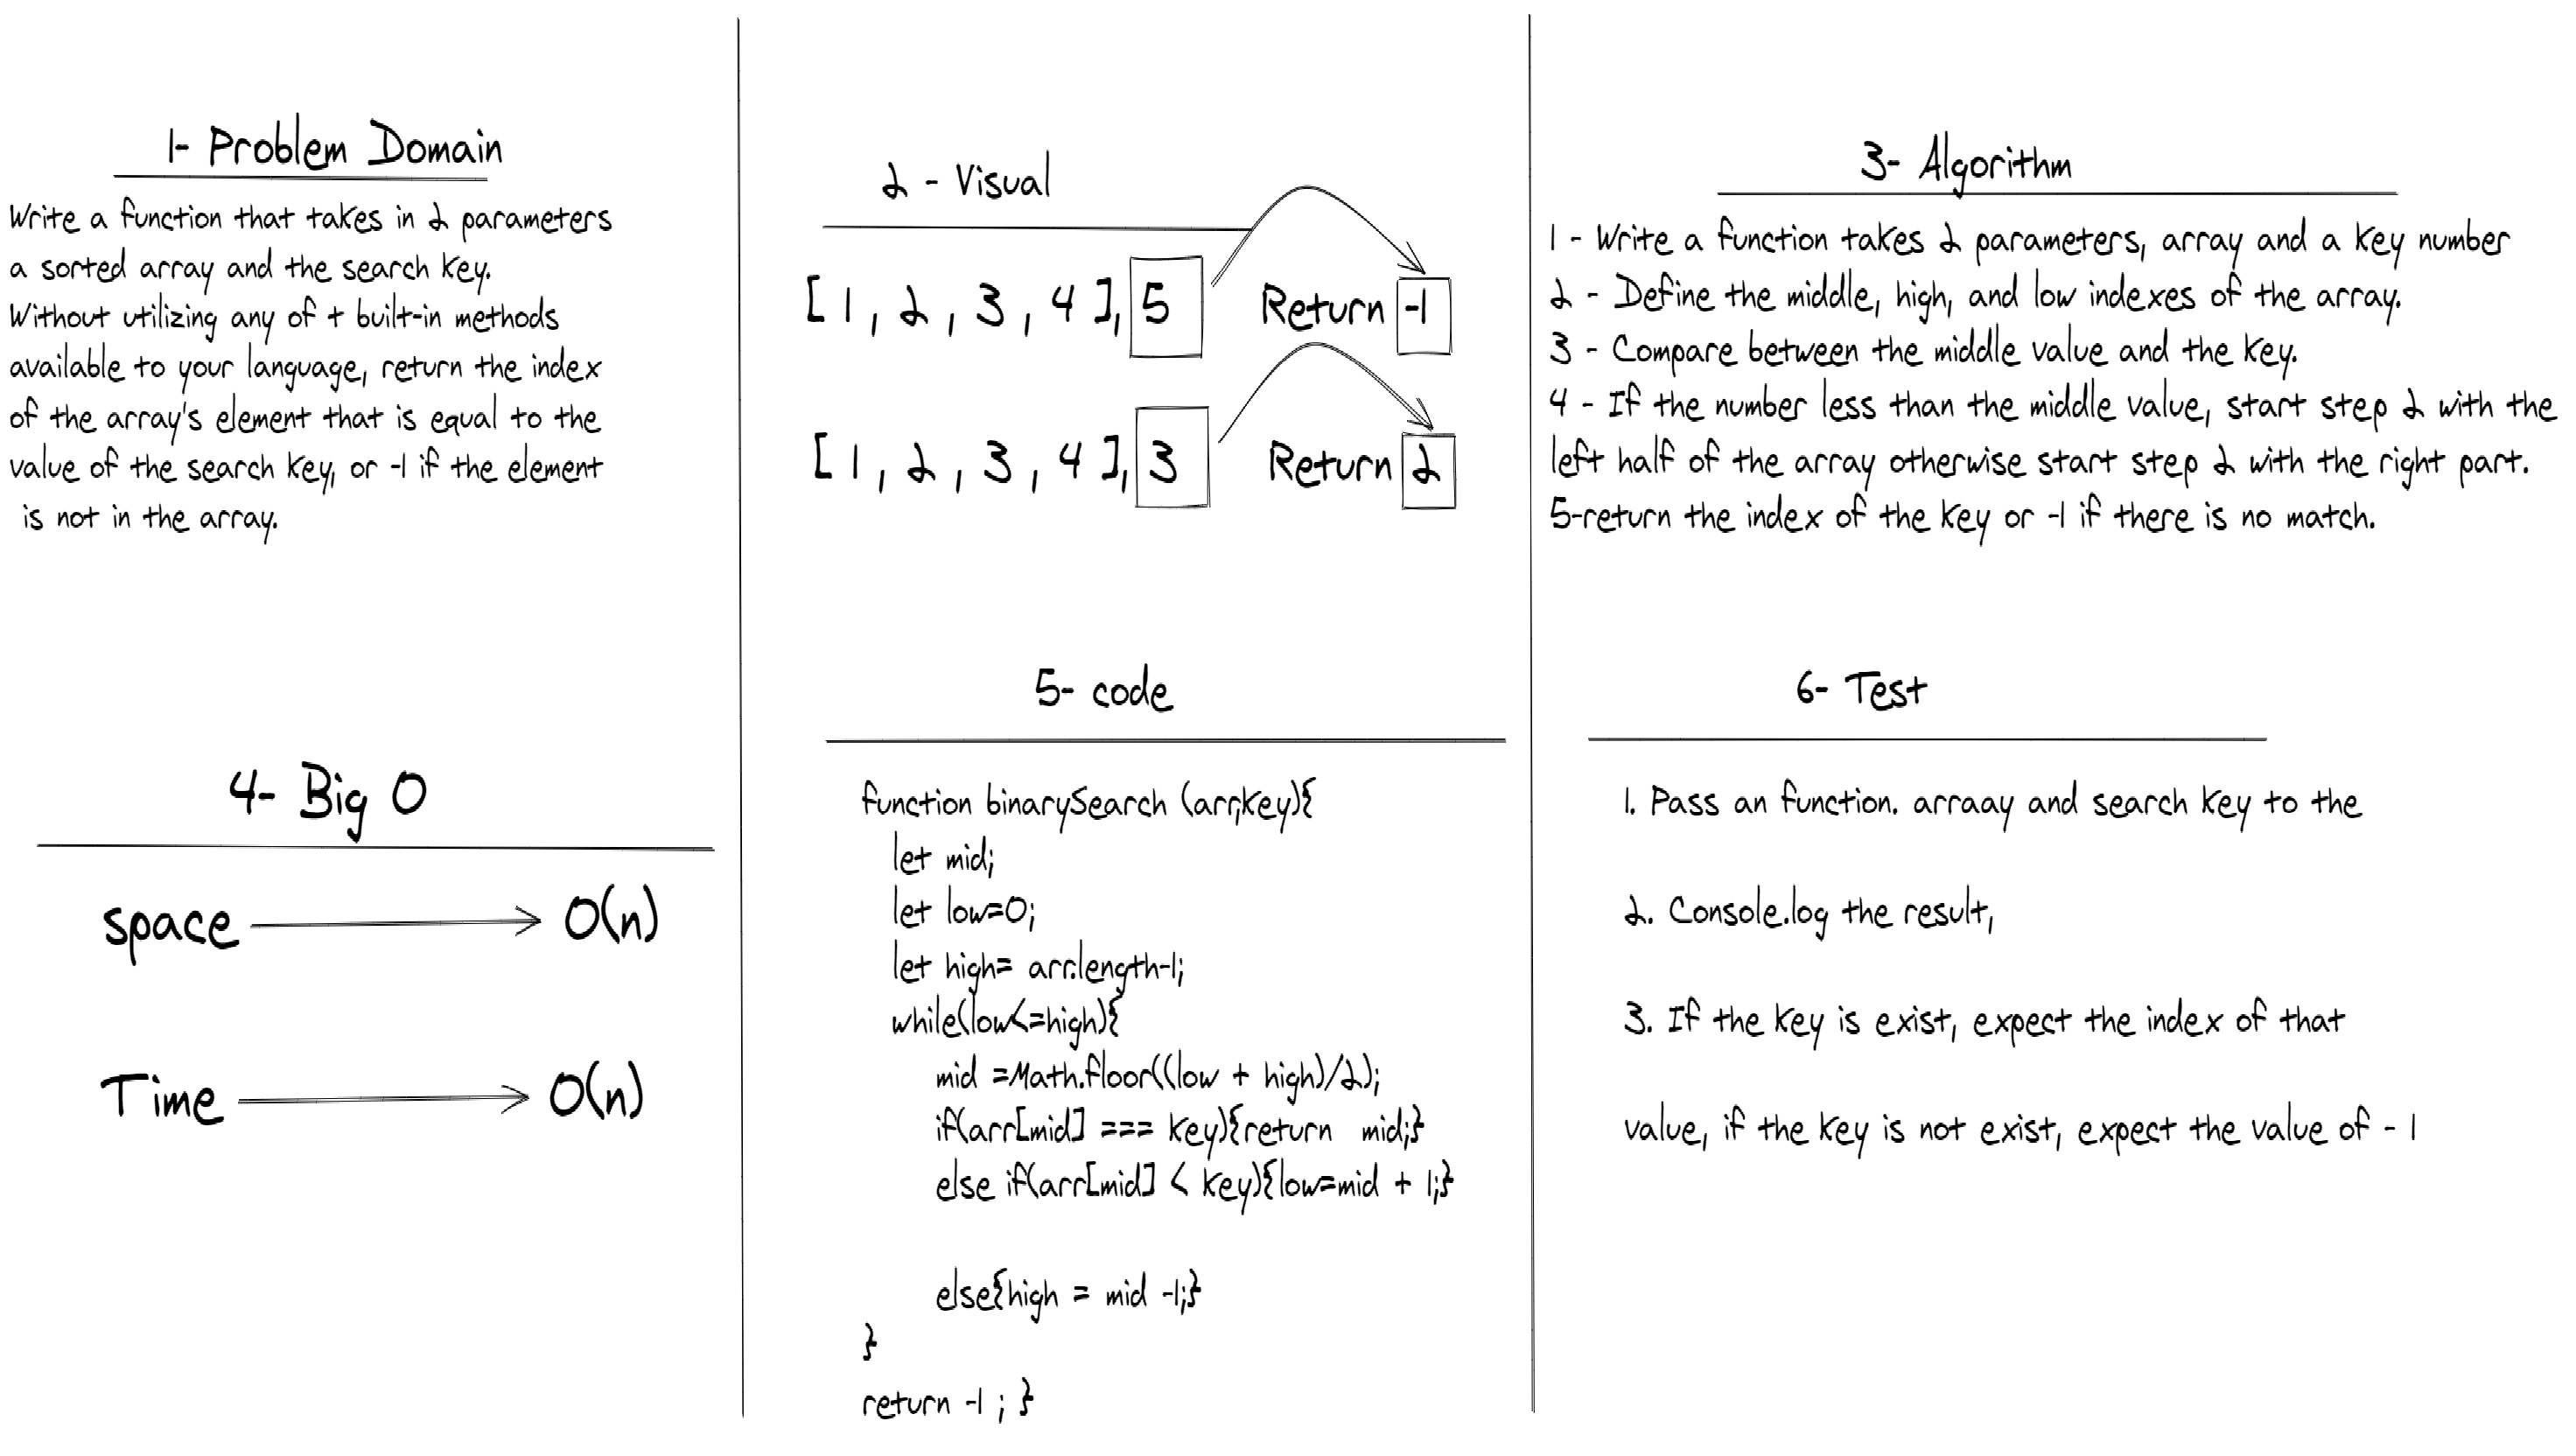 1- Problem Domain
Write a function that takes in 2 parameters
a sorted array and the search key.
Without utilizing any of t built-in methods
available to your language, return the index
of the array's element that is equal to the
value of the search key, or -1 if the element
is not in the array.
2 - Visual
[ 1 , 2 , 3 , 4 ], 5 Return -1
[ 1 , 2 , 3 , 4 ], 3 Return 2
3- Algorithm
1 - Write a function takes 2 parameters, array and a key number
2 - Define the middle, high, and low indexes of the array.
3 - Compare between the middle value and the key.
4 - If the number less than the middle value, start step 2 with the
left half of the array otherwise start step 2 with the right part.
5-return the index of the key or -1 if there is no match.
4- Big O
space O(n)
Time O(n)
5- code
function binarySearch (arr,key){
let mid;
let low=0;
let high= arr.length-1;
while(low<=high){
mid =Math.floor((low + high)/2);
if(arr[mid] === key){return mid;}
else if(arr[mid] < key){low=mid + 1;}
else{high = mid -1;}
}
return -1 ; }
6- Test
1. Pass an function. arraay and search key to the
2. Console.log the result,
3. If the key is exist, expect the index of that
value, if the key is not exist, expect the value of - 1